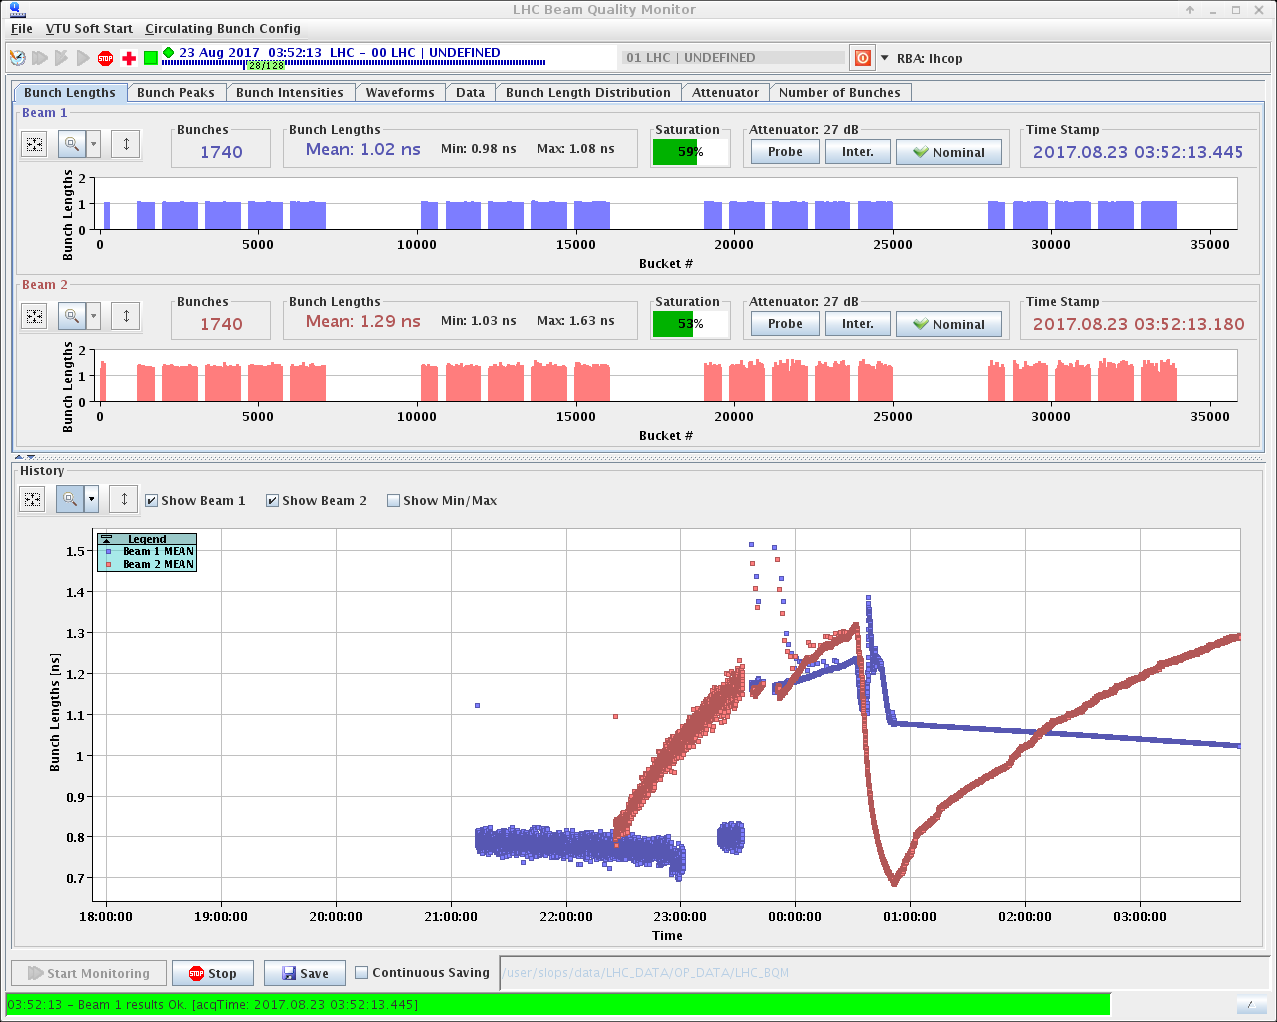 LHC Beam Quality Monitor
File VTU Soft Start Circulating Bunch Config
STOP 23 Aug 2017 03:52:13 LHC - 00 LHC | UNDEFINED 01 LHC | UNDEFINED RBA: lhcop
28/128
Bunch Lengths Bunch Peaks Bunch Intensities Waveforms Data Bunch Length Distribution Attenuator Number of Bunches
Beam 1
Bunches Bunch Lengths Saturation Attenuator: 27 dB Time Stamp
1740 Mean: 1.02 ns Min: 0.98 ns Max: 1.08 ns 59% Probe Inter. Nominal 2017.08.23 03:52:13.445
Bunch Lengths
2
1
0
0 5000 10000 15000 20000 25000 30000 35000
Bucket #
Beam 2
Bunches Bunch Lengths Saturation Attenuator: 27 dB Time Stamp
1740 Mean: 1.29 ns Min: 1.03 ns Max: 1.63 ns 53% Probe Inter. Nominal 2017.08.23 03:52:13.180
Bunch Lengths
2
1
0
0 5000 10000 15000 20000 25000 30000 35000
Bucket #
History
Show Beam 1 Show Beam 2 Show Min/Max
Legend
Beam 1 MEAN
Beam 2 MEAN
Bunch Lengths [ns]
1.5
1.4
1.3
1.2
1.1
1
0.9
0.8
0.7
18:00:00 19:00:00 20:00:00 21:00:00 22:00:00 23:00:00 00:00:00 01:00:00 02:00:00 03:00:00
Time
Start Monitoring STOP Stop Save Continuous Saving /user/slops/data/LHC_DATA/OP_DATA/LHC_BQM
03:52:13 - Beam 1 results Ok. [acqTime: 2017.08.23 03:52:13.445]